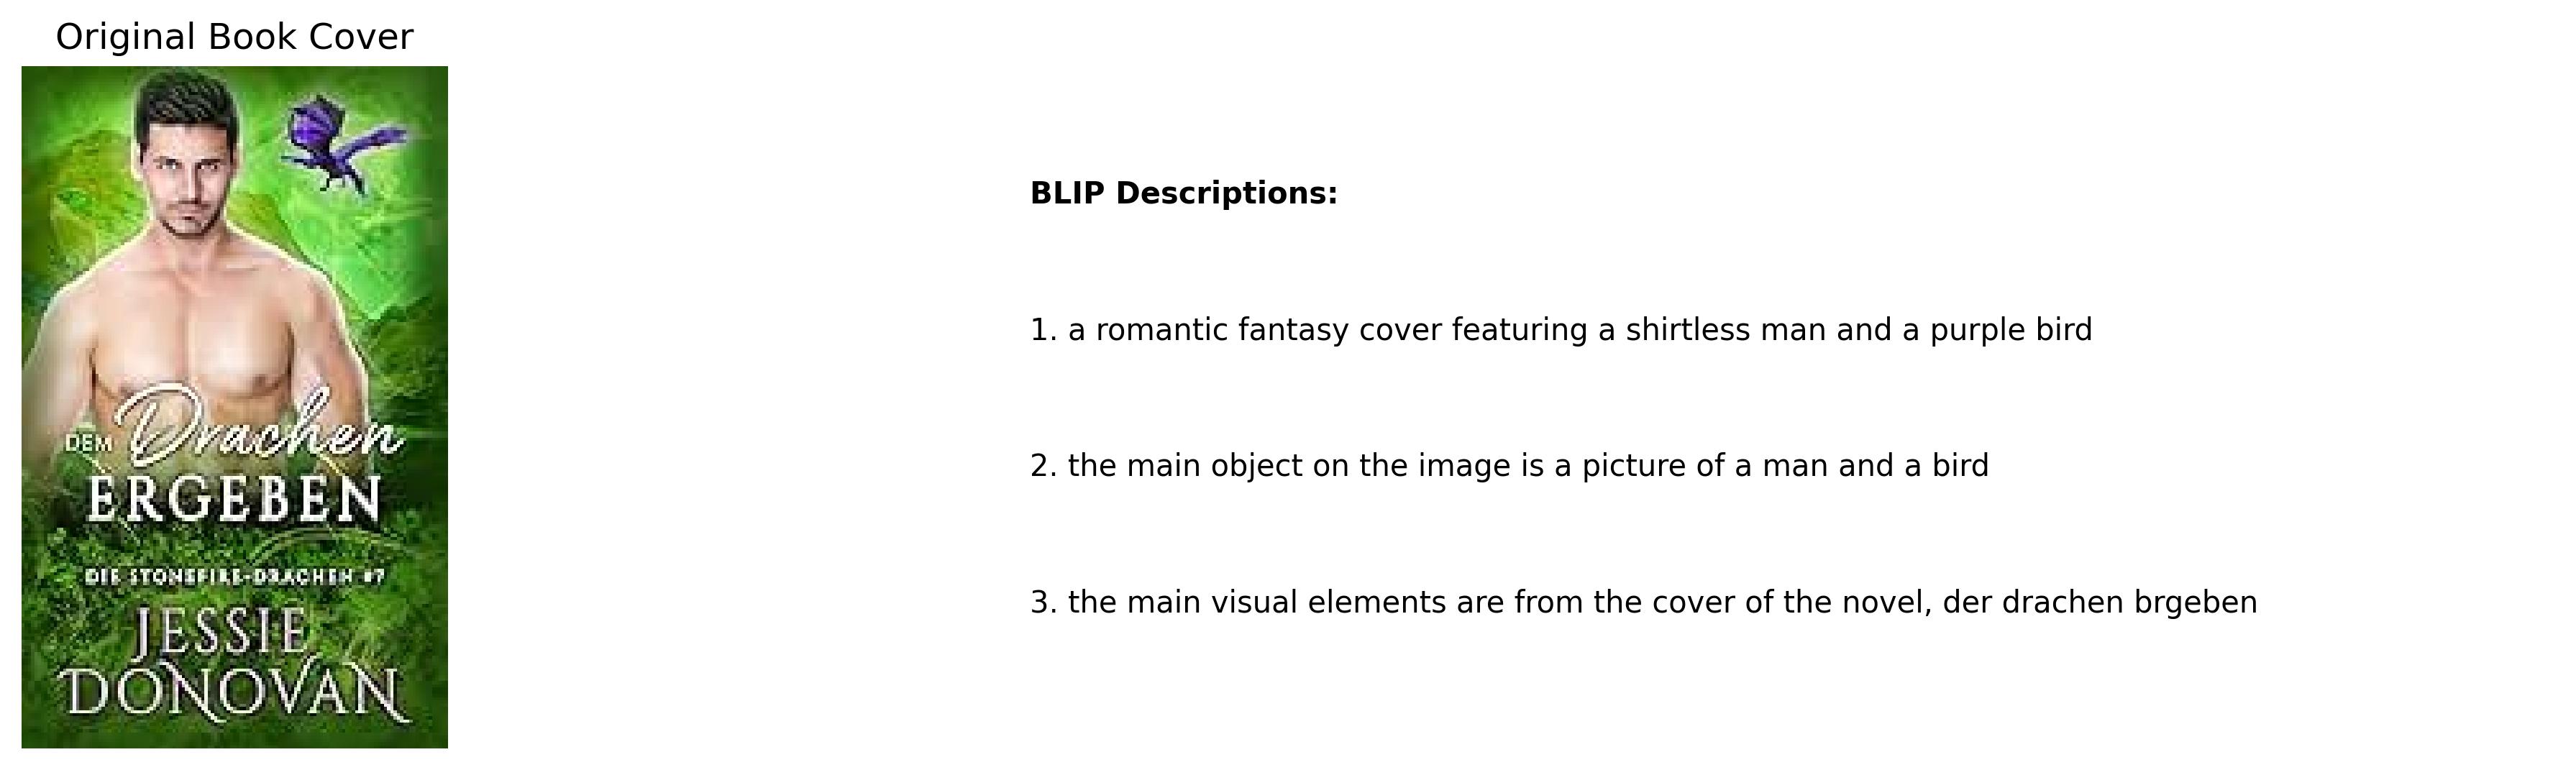 Original Book Cover
DEM Drachen
ERGEBEN
DIE STONEFIRE-DRACHEN #7
JESSIE
DONOVAN
BLIP Descriptions:
1. a romantic fantasy cover featuring a shirtless man and a purple bird
2. the main object on the image is a picture of a man and a bird
3. the main visual elements are from the cover of the novel, der drachen brgeben